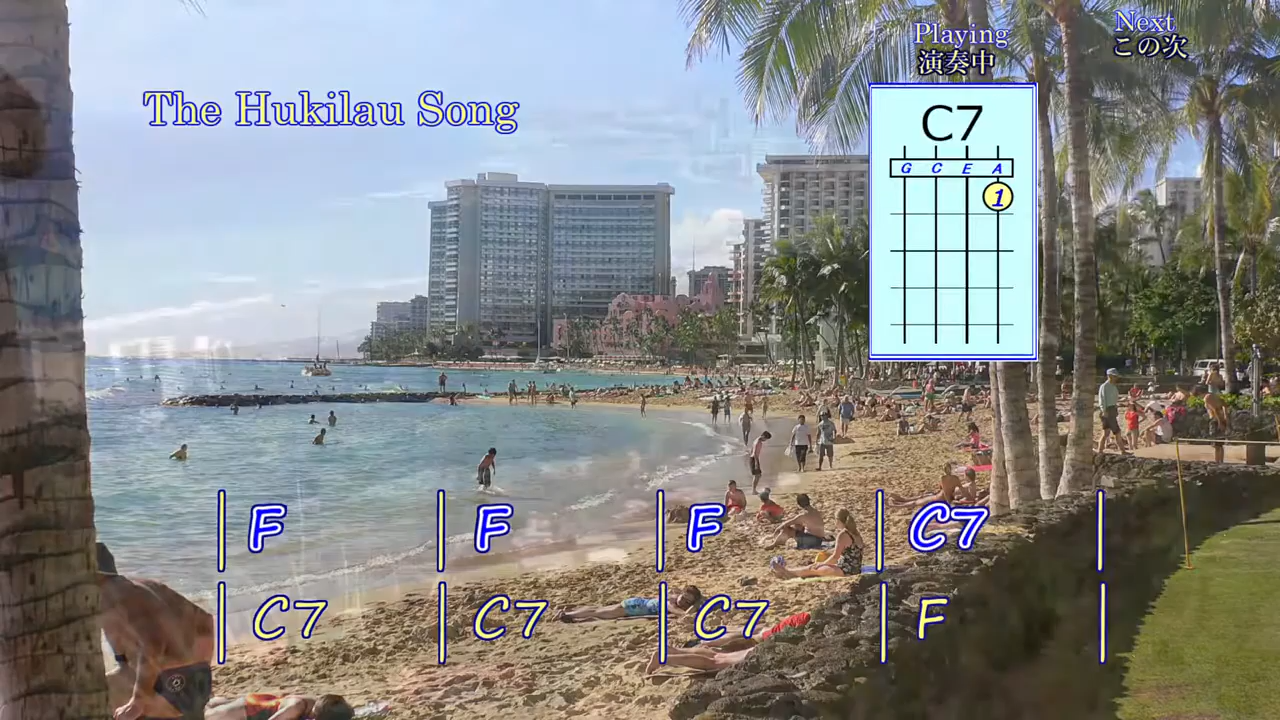 The Hukilau Song
Playing
演奏中
Next
この次
C7
G C E A
1
F F F C7
C7 C7 C7 F